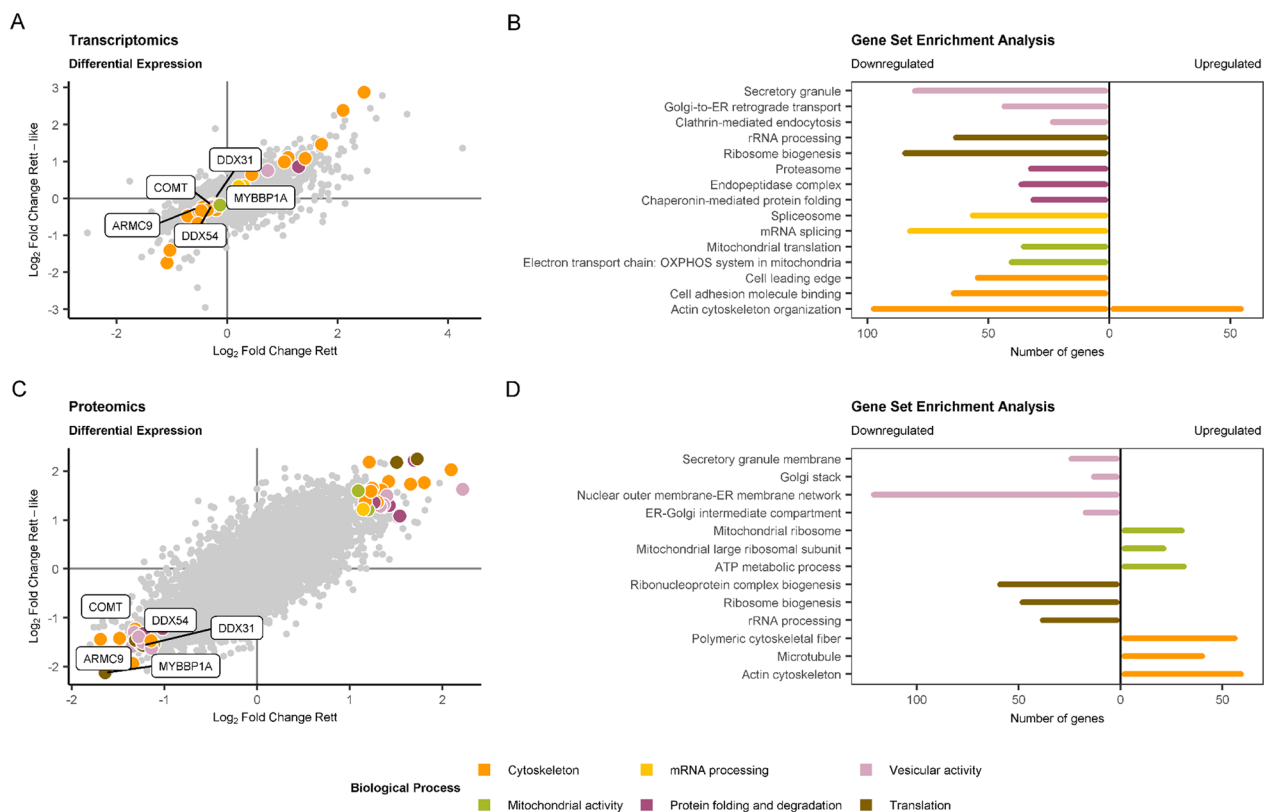 A
Transcriptomics
Differential Expression
3
2
1
0
-1
-2
-3
Log2 Fold Change Rett – like
DDX31
COMT
MYBBP1A
ARMC9
DDX54
-2
0
2
4
Log2 Fold Change Rett
B
Gene Set Enrichment Analysis
Downregulated
Upregulated
Secretory granule
Golgi-to-ER retrograde transport
Clathrin-mediated endocytosis
rRNA processing
Ribosome biogenesis
Proteasome
Endopeptidase complex
Chaperonin-mediated protein folding
Spliceosome
mRNA splicing
Mitochondrial translation
Electron transport chain: OXPHOS system in mitochondria
Cell leading edge
Cell adhesion molecule binding
Actin cytoskeleton organization
100
50
0
50
Number of genes
C
Proteomics
Differential Expression
2
1
0
-1
-2
Log2 Fold Change Rett – like
COMT
DDX54
DDX31
ARMC9
MYBBP1A
-2
-1
0
1
2
Log2 Fold Change Rett
D
Gene Set Enrichment Analysis
Downregulated
Upregulated
Secretory granule membrane
Golgi stack
Nuclear outer membrane-ER membrane network
ER-Golgi intermediate compartment
Mitochondrial ribosome
Mitochondrial large ribosomal subunit
ATP metabolic process
Ribonucleoprotein complex biogenesis
Ribosome biogenesis
rRNA processing
Polymeric cytoskeletal fiber
Microtubule
Actin cytoskeleton
100
50
0
50
Number of genes
Biological Process
Cytoskeleton
mRNA processing
Vesicular activity
Mitochondrial activity
Protein folding and degradation
Translation